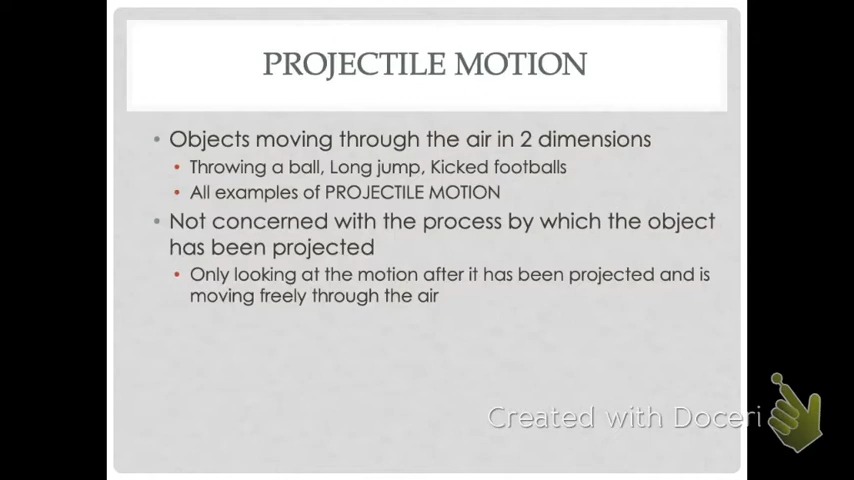 PROJECTILE MOTION
• Objects moving through the air in 2 dimensions
• Throwing a ball, Long jump, Kicked footballs
• All examples of PROJECTILE MOTION
• Not concerned with the process by which the object
has been projected
• Only looking at the motion after it has been projected and is
moving freely through the air
Created with Doceri